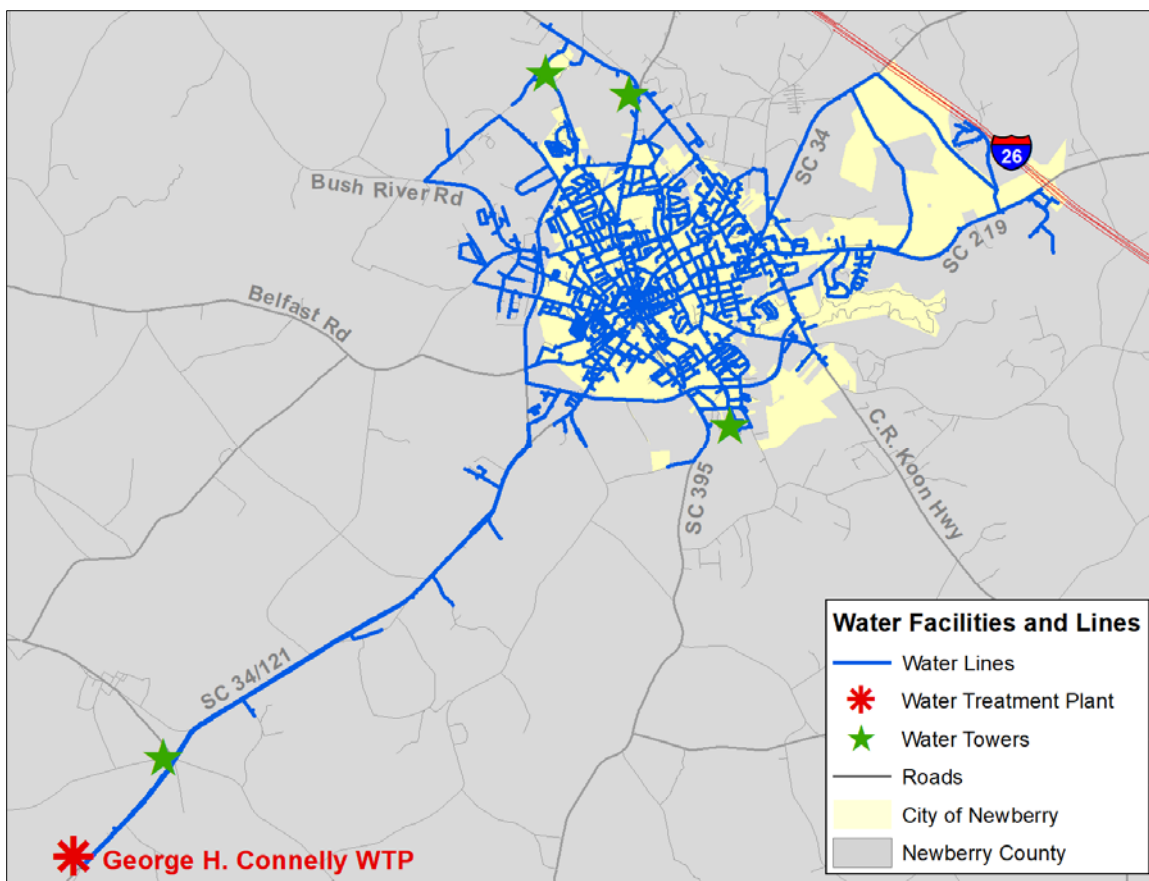 SC 34
26
Bush River Rd
SC 219
Belfast Rd
C.R. Koon Hwy
SC 395
SC 34/121
George H. Connelly WTP
Water Facilities and Lines
Water Lines
Water Treatment Plant
Water Towers
Roads
City of Newberry
Newberry County